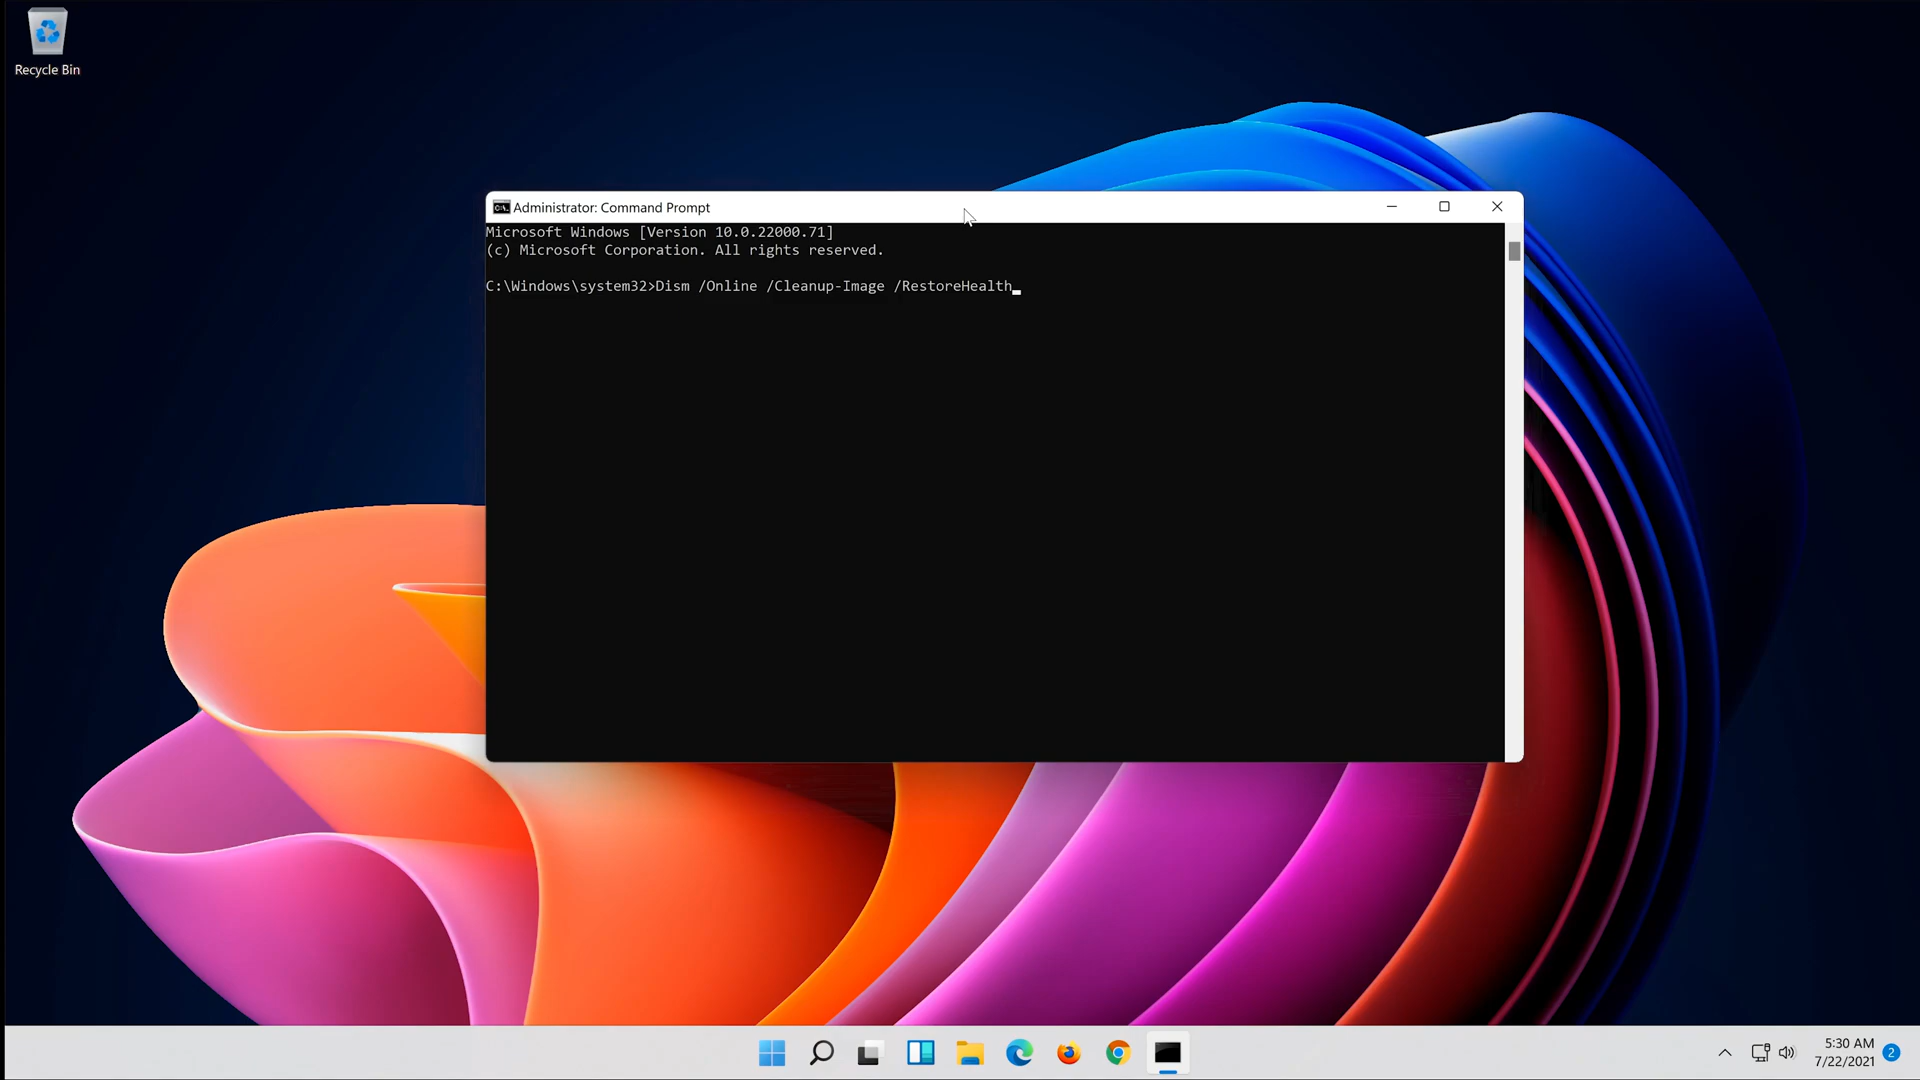 Recycle Bin
Administrator: Command Prompt
Microsoft Windows [Version 10.0.22000.71]
(c) Microsoft Corporation. All rights reserved.
C:\Windows\system32>Dism /Online /Cleanup-Image /RestoreHealth
5:30 AM
7/22/2021
2